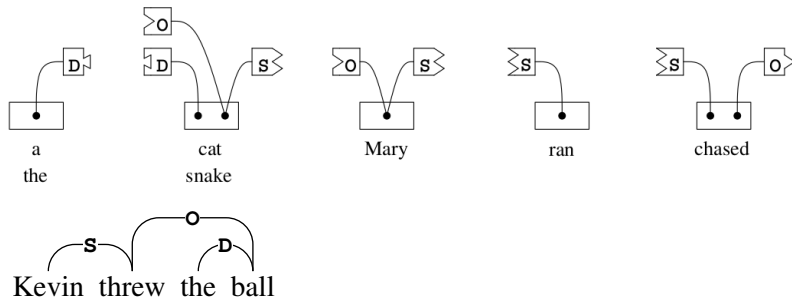 O
D D S O S S S O
a cat Mary ran chased
the snake
O
S D
Kevin threw the ball